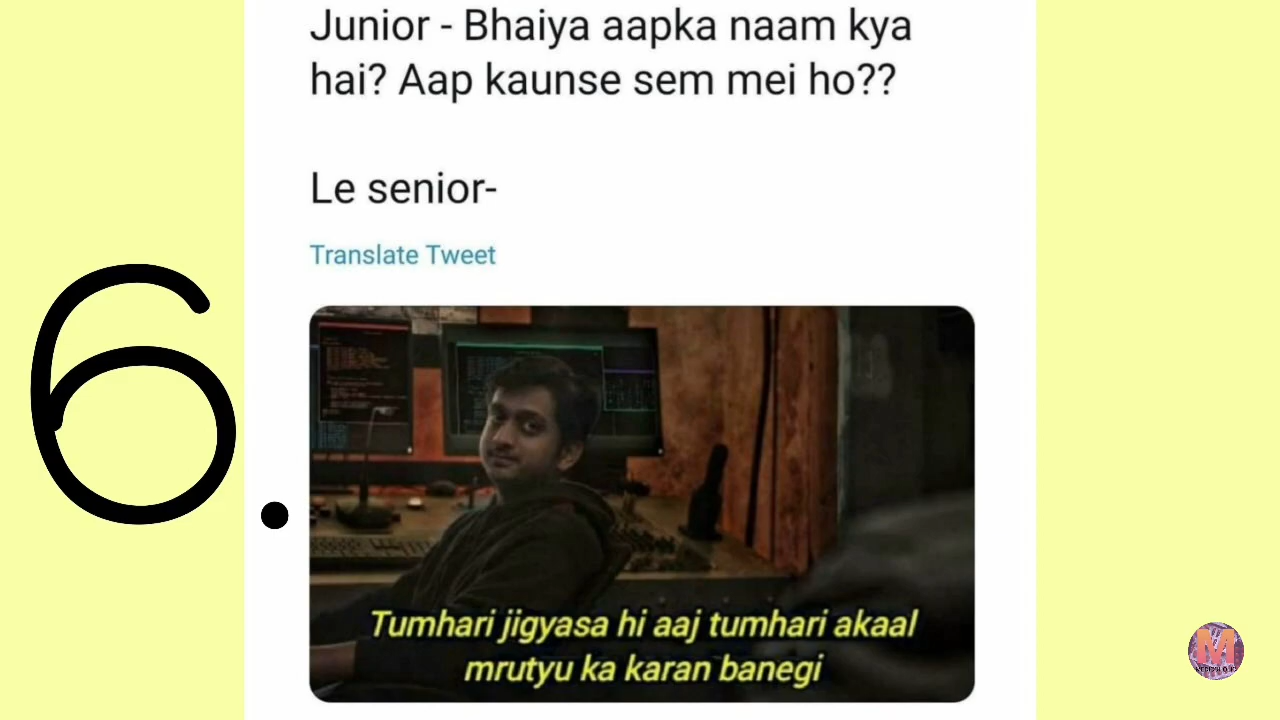 Junior - Bhaiya aapka naam kya
hai? Aap kaunse sem mei ho??
Le senior-
Translate Tweet
6.
Tumhari jigyasa hi aaj tumhari akaal
mrutyu ka karan banegi
M